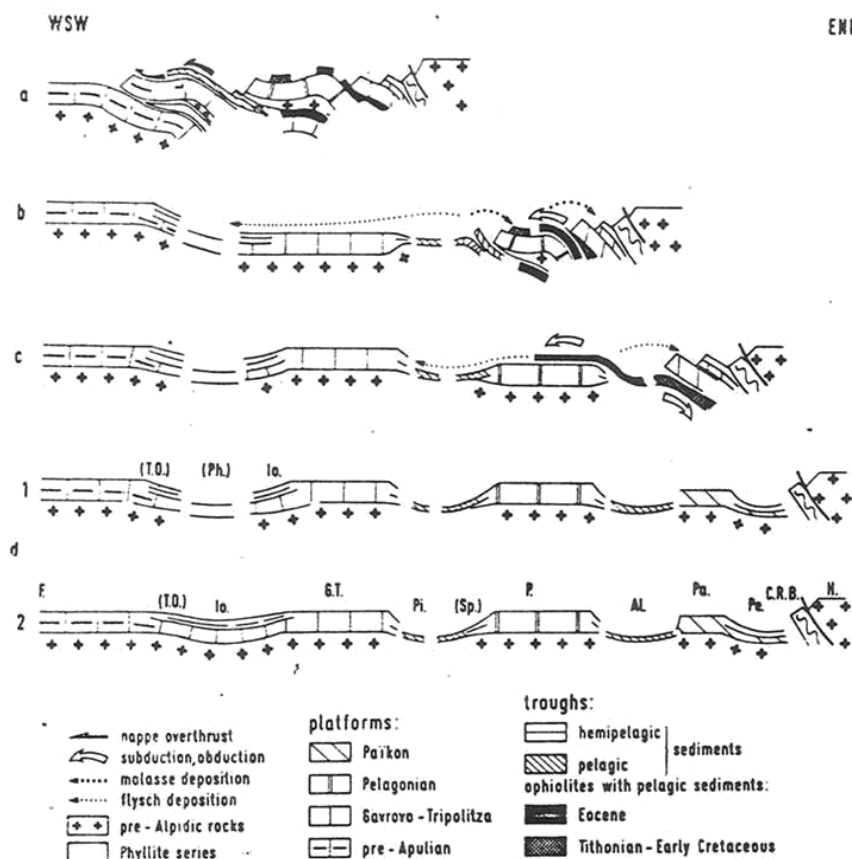 WSW
ENE
a
b
c
(T.O.) (Ph.) Io.
1
d
F. (T.O.) Io. G.T. Pi. (Sp.) P. Al. Pa. Pe. C.R.B. H.
2
nappe overthrust
subduction, obduction
molasse deposition
flysch deposition
pre-Alpidic rocks
Phyllite series
platforms:
Païkon
Pelagonian
Gavrovo-Tripolitza
pre-Apulian
troughs:
hemipelagic
sediments
pelagic
ophiolites with pelagic sediments:
Eocene
Tithonian-Early Cretaceous